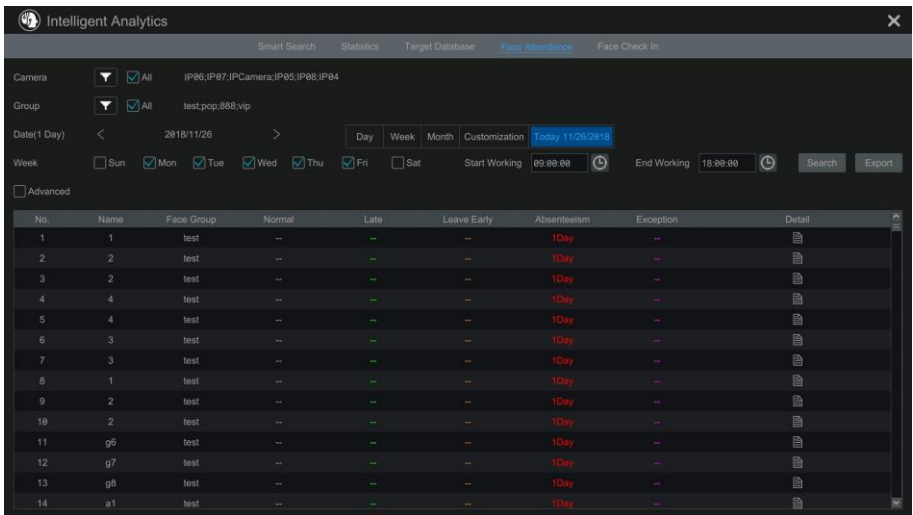 Intelligent Analytics
Smart Search Statistics Target Database Face Attendance Face Check In
Camera All IP06;IP07;IPCamera;IP05;IP08;IP04
Group All test;pop;888;vip
Date(1 Day) < 2018/11/26 > Day Week Month Customization Today 11/26/2018
Week Sun Mon Tue Wed Thu Fri Sat Start Working 09:00:00 End Working 18:00:00 Search Export
Advanced
No. Name Face Group Normal Late Leave Early Absenteeism Exception Detail
1 1 test -- -- -- 1Day --
2 2 test -- -- -- 1Day --
3 2 test -- -- -- 1Day --
4 4 test -- -- -- 1Day --
5 4 test -- -- -- 1Day --
6 3 test -- -- -- 1Day --
7 3 test -- -- -- 1Day --
8 1 test -- -- -- 1Day --
9 2 test -- -- -- 1Day --
10 2 test -- -- -- 1Day --
11 g6 test -- -- -- 1Day --
12 g7 test -- -- -- 1Day --
13 g8 test -- -- -- 1Day --
14 a1 test -- -- -- 1Day --